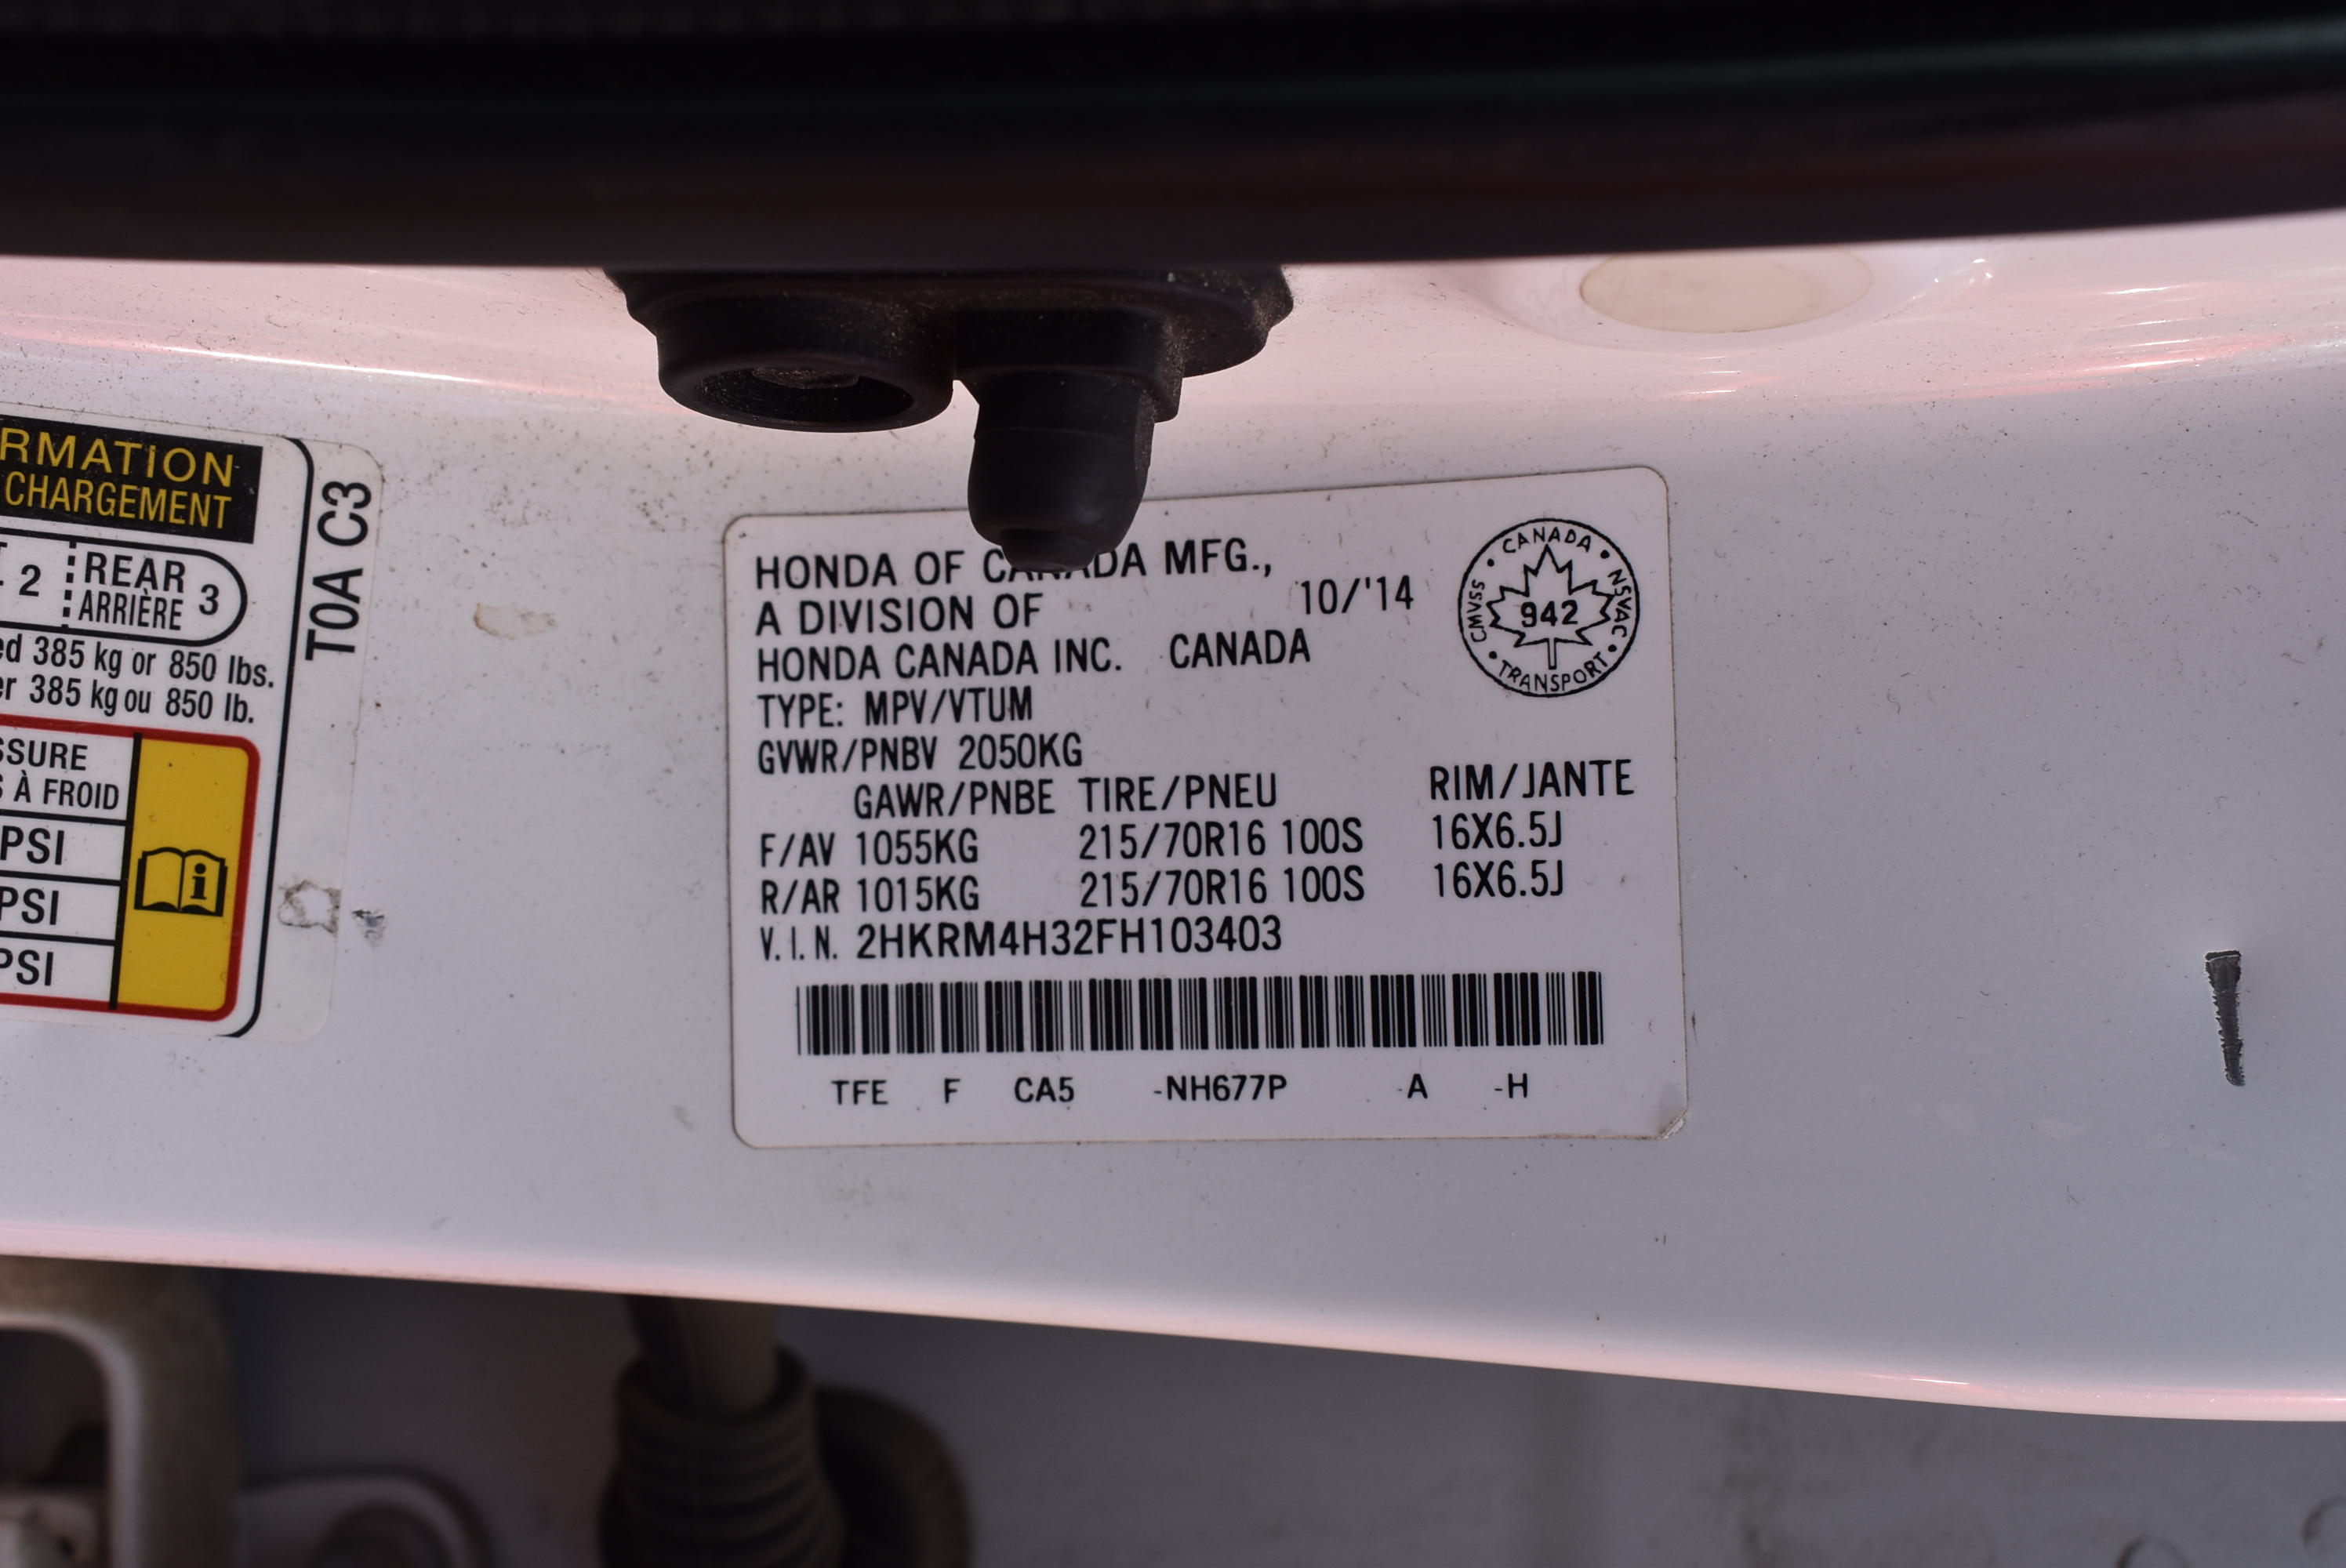 RMATION
CHARGEMENT
2 REAR 3
ARRIÈRE
ed 385 kg or 850 lbs.
er 385 kg ou 850 lb.
SSURE
À FROID
PSI
PSI
PSI
T0A C3
HONDA OF CANADA MFG.,
A DIVISION OF 10/'14
HONDA CANADA INC. CANADA
TYPE: MPV/VTUM
GVWR/PNBV 2050KG
GAWR/PNBE TIRE/PNEU RIM/JANTE
F/AV 1055KG 215/70R16 100S 16X6.5J
R/AR 1015KG 215/70R16 100S 16X6.5J
V.I.N. 2HKRM4H32FH103403
TFE F CA5 -NH677P -A -H
CANADA
CMVSS 942 NSVAC
TRANSPORT